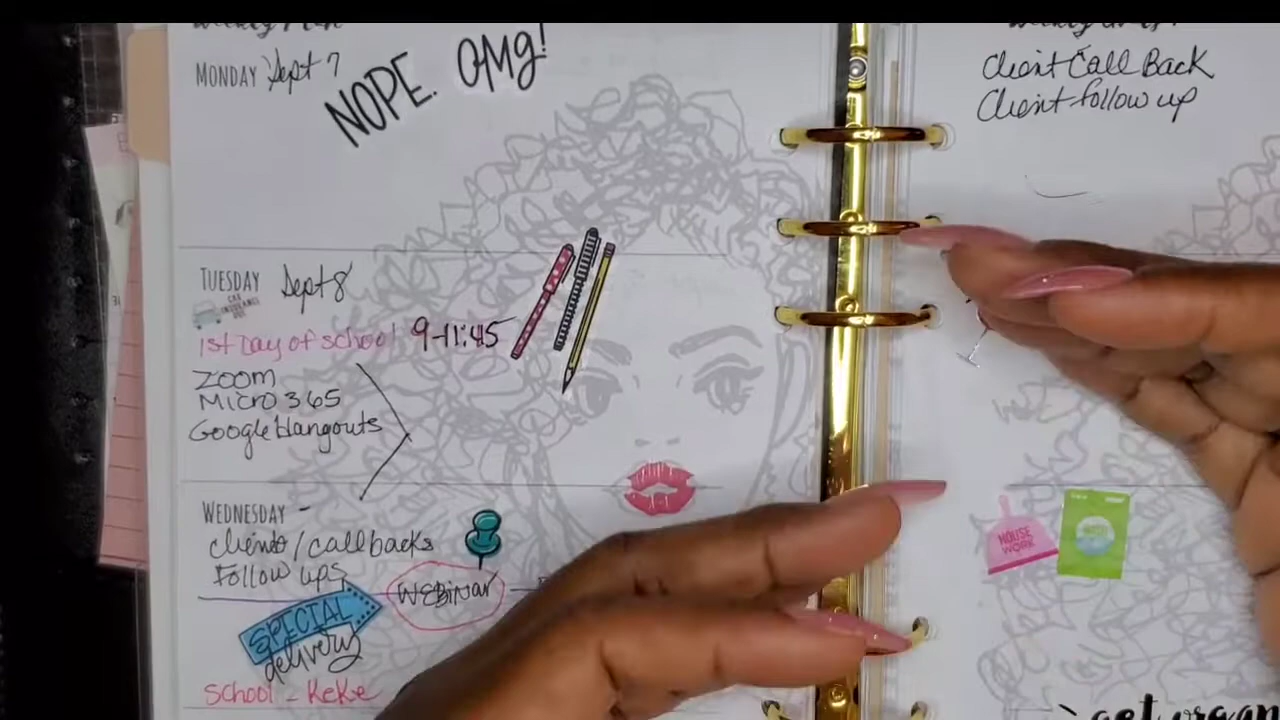 MONDAY Sept 7
NOPE. OMG!
TUESDAY Sept 8
1st Day of school 9-11:45
ZOOM
Micro 365
Google Hangouts
WEDNESDAY -
clients/callbacks
Follow ups
WEBINAR
SPECIAL
delivery
School - KeKe
Client Call Back
Client follow up
HOUSE
WORK